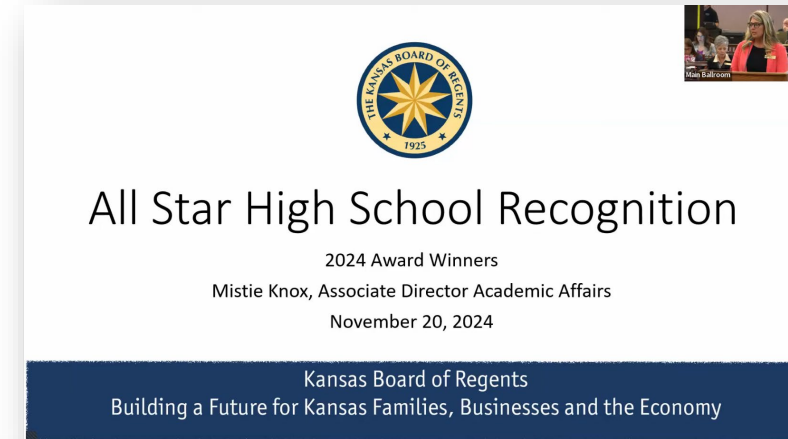 Main Ballroom
THE KANSAS BOARD OF REGENTS
1925
All Star High School Recognition
2024 Award Winners
Mistie Knox, Associate Director Academic Affairs
November 20, 2024
Kansas Board of Regents
Building a Future for Kansas Families, Businesses and the Economy